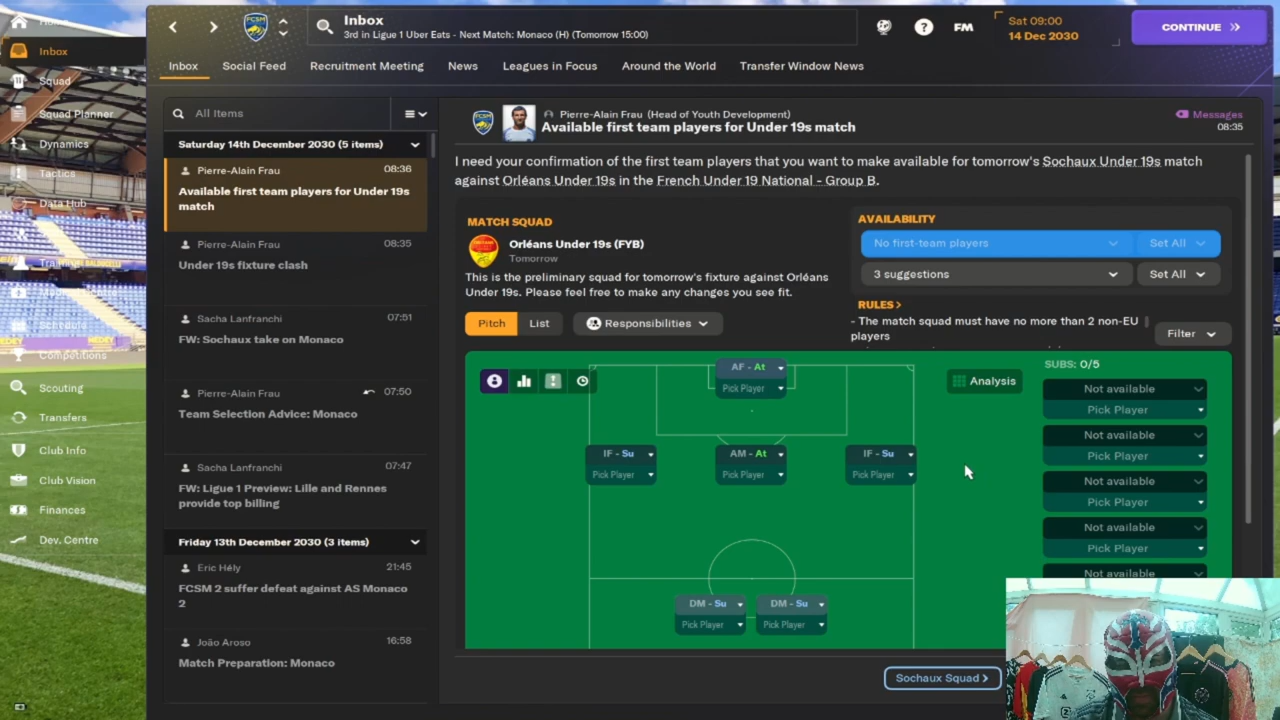 Inbox
3rd in Ligue 1 Uber Eats - Next Match: Monaco (H) (Tomorrow 15:00)
FCSM
FM
Sat 09:00
14 Dec 2030
CONTINUE
Inbox
Social Feed
Recruitment Meeting
News
Leagues in Focus
Around the World
Transfer Window News
Inbox
Squad
Squad Planner
Dynamics
Tactics
Data Hub
Schedule
Competitions
Scouting
Transfers
Club Info
Club Vision
Finances
Dev. Centre
All Items
Saturday 14th December 2030 (5 items)
Pierre-Alain Frau 08:36
Available first team players for Under 19s
match
Pierre-Alain Frau 08:35
Under 19s fixture clash
Sacha Lanfranchi 07:51
FW: Sochaux take on Monaco
Pierre-Alain Frau 07:50
Team Selection Advice: Monaco
Sacha Lanfranchi 07:47
FW: Ligue 1 Preview: Lille and Rennes
provide top billing
Friday 13th December 2030 (3 items)
Eric Hély 21:45
FCSM 2 suffer defeat against AS Monaco
2
João Aroso 16:58
Match Preparation: Monaco
Pierre-Alain Frau (Head of Youth Development)
Available first team players for Under 19s match
Messages
08:35
I need your confirmation of the first team players that you want to make available for tomorrow's Sochaux Under 19s match
against Orléans Under 19s in the French Under 19 National - Group B.
MATCH SQUAD
Orléans Under 19s (FYB)
Tomorrow
This is the preliminary squad for tomorrow's fixture against Orléans
Under 19s. Please feel free to make any changes you see fit.
AVAILABILITY
No first-team players Set All
3 suggestions Set All
RULES >
- The match squad must have no more than 2 non-EU
players
Filter
Pitch
List
Responsibilities
Analysis
AF - At
Pick Player
IF - Su
Pick Player
AM - At
Pick Player
IF - Su
Pick Player
DM - Su
Pick Player
DM - Su
Pick Player
SUBS: 0/5
Not available
Pick Player
Not available
Pick Player
Not available
Pick Player
Not available
Pick Player
Not available
Sochaux Squad >